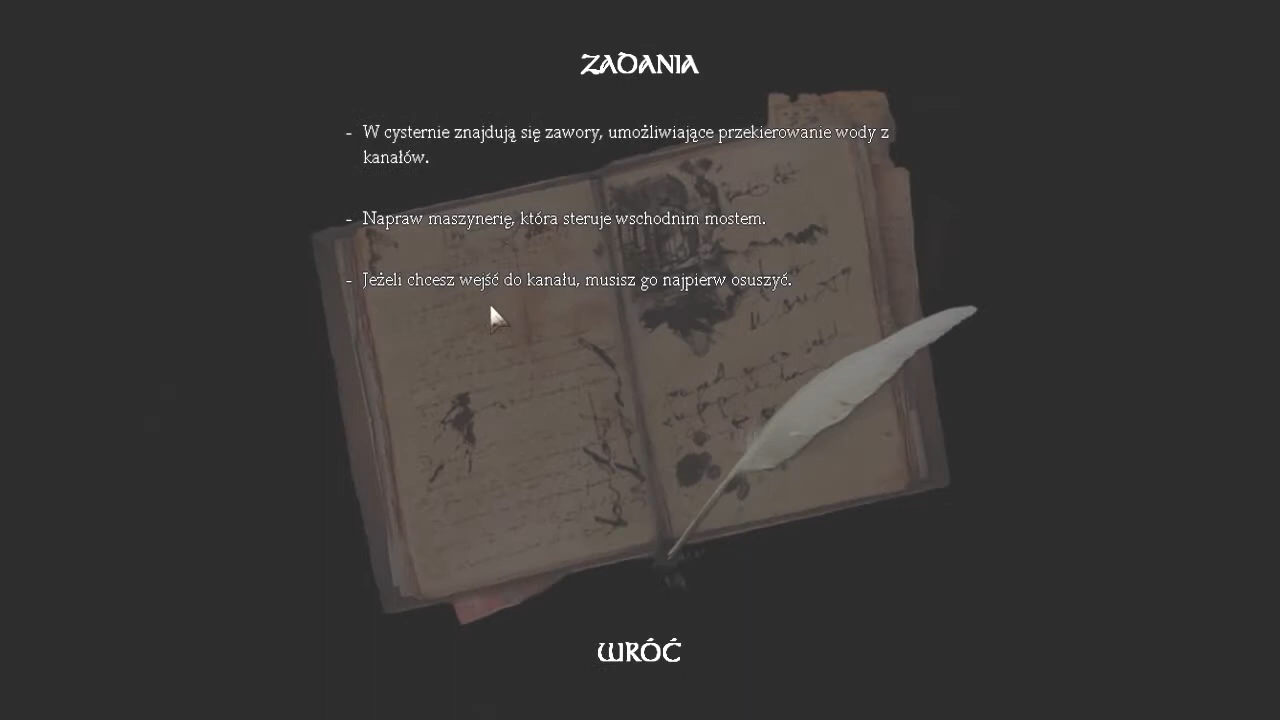 ZADANIA
- W cysternie znajdują się zawory, umożliwiające przekierowanie wody z
kanałów.
- Napraw maszynerię, która steruje wschodnim mostem.
- Jeżeli chcesz wejść do kanału, musisz go najpierw osuszyć.
WRÓĆ